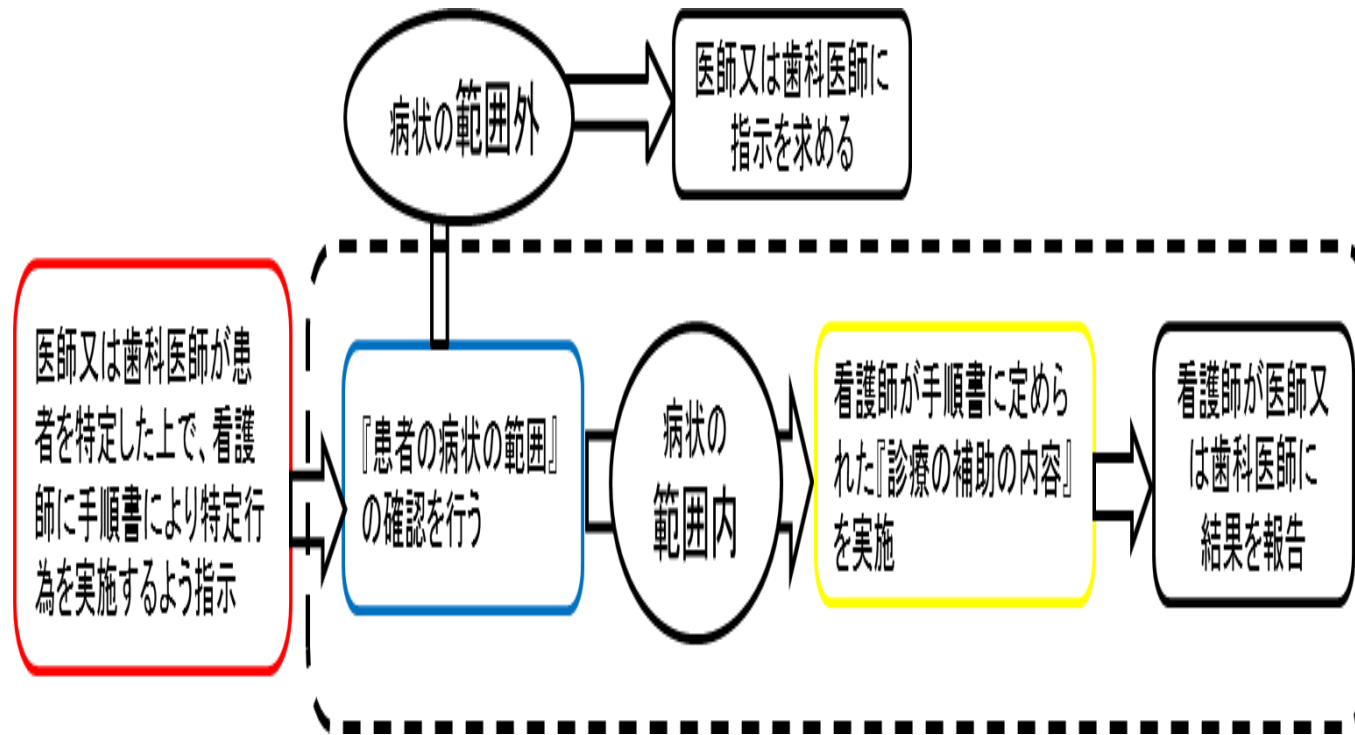 病状の範囲外
医師又は歯科医師に
指示を求める
医師又は歯科医師が患
者を特定した上で、看護
師に手順書により特定行
為を実施するよう指示
『患者の病状の範囲』
の確認を行う
病状の
範囲内
看護師が手順書に定めら
れた『診療の補助の内容』
を実施
看護師が医師又
は歯科医師に
結果を報告